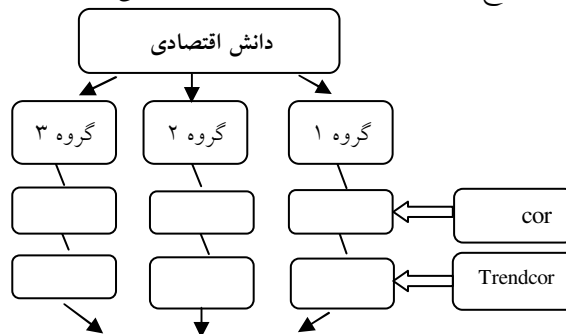 دانش اقتصادی
گروه ۱
گروه ۲
گروه ۳
cor
Trendcor